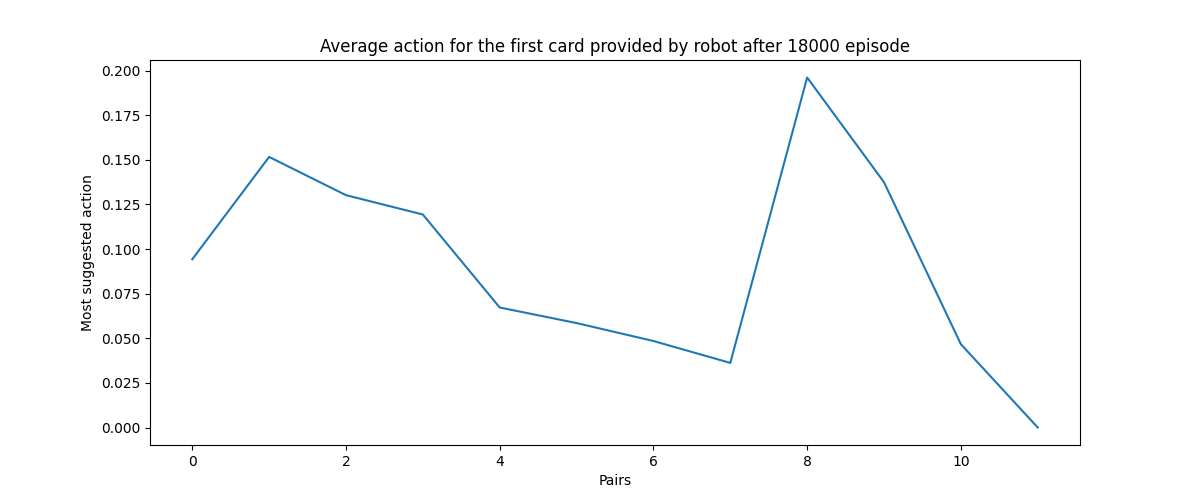 Average action for the first card provided by robot after 18000 episode
Most suggested action
0.200
0.175
0.150
0.125
0.100
0.075
0.050
0.025
0.000
0 2 4 6 8 10
Pairs